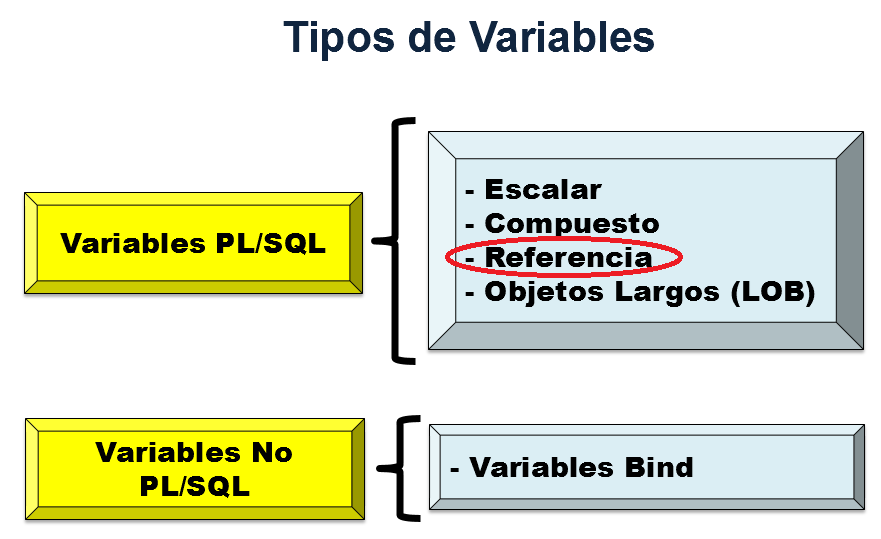 Tipos de Variables
Variables PL/SQL
- Escalar
- Compuesto
- Referencia
- Objetos Largos (LOB)
Variables No
PL/SQL
- Variables Bind